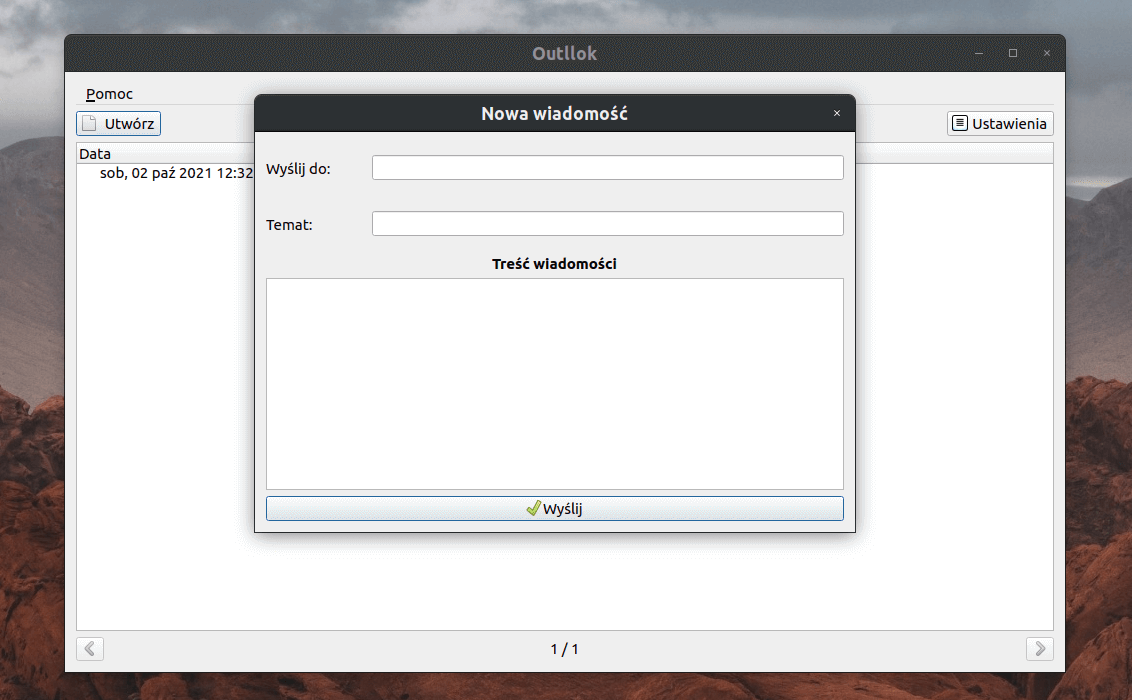 Outllok
Pomoc
Utwórz
Ustawienia
Data
sob, 02 paź 2021 12:32
Nowa wiadomość
Wyślij do:
Temat:
Treść wiadomości
Wyślij
1 / 1